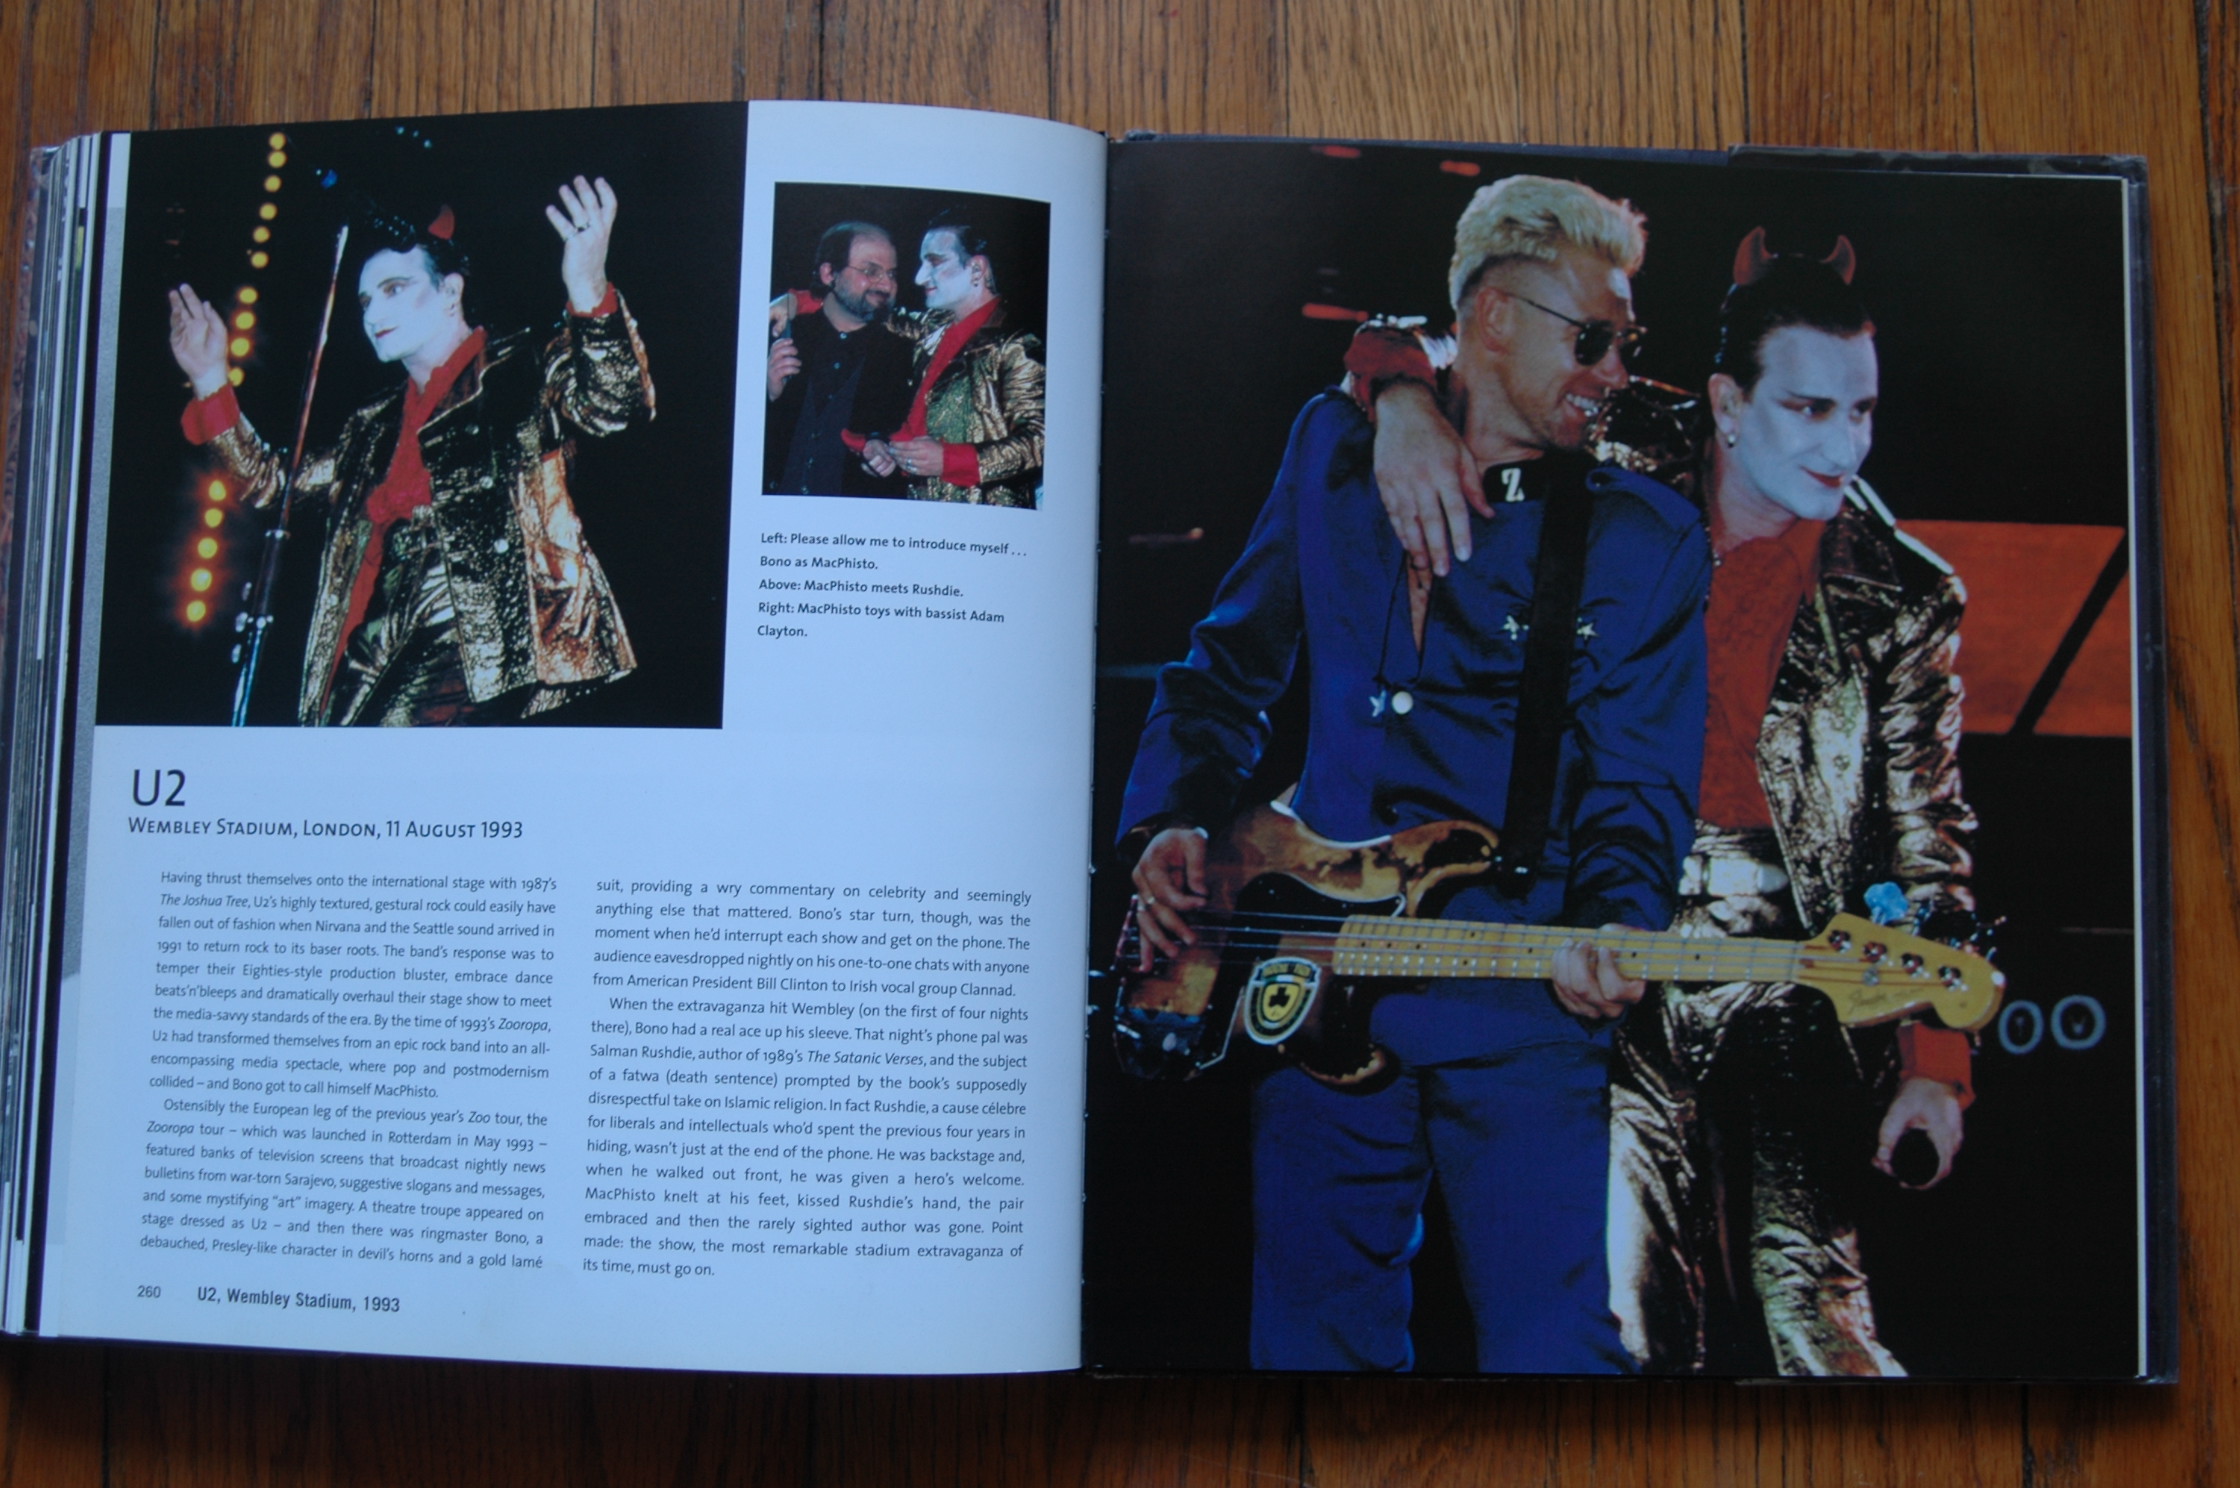 Left: Please allow me to introduce myself ...
Bono as MacPhisto.
Above: MacPhisto meets Rushdie.
Right: MacPhisto toys with bassist Adam
Clayton.
U2
WEMBLEY STADIUM, LONDON, 11 AUGUST 1993
Having thrust themselves onto the international stage with 1987's
The Joshua Tree, U2's highly textured, gestural rock could easily have
fallen out of fashion when Nirvana and the Seattle sound arrived in
1991 to return rock to its baser roots. The band's response was to
temper their Eighties-style production bluster, embrace dance
beats'n'bleeps and dramatically overhaul their stage show to meet
the media-savvy standards of the era. By the time of 1993's Zooropa,
U2 had transformed themselves from an epic rock band into an all-
encompassing media spectacle, where pop and postmodernism
collided – and Bono got to call himself MacPhisto.
Ostensibly the European leg of the previous year's Zoo tour, the
Zooropa tour – which was launched in Rotterdam in May 1993 –
featured banks of television screens that broadcast nightly news
bulletins from war-torn Sarajevo, suggestive slogans and messages,
and some mystifying "art" imagery. A theatre troupe appeared on
stage dressed as U2 – and then there was ringmaster Bono, a
debauched, Presley-like character in devil's horns and a gold lamé
suit, providing a wry commentary on celebrity and seemingly
anything else that mattered. Bono's star turn, though, was the
moment when he'd interrupt each show and get on the phone. The
audience eavesdropped nightly on his one-to-one chats with anyone
from American President Bill Clinton to Irish vocal group Clannad.
When the extravaganza hit Wembley (on the first of four nights
there), Bono had a real ace up his sleeve. That night's phone pal was
Salman Rushdie, author of 1989's The Satanic Verses, and the subject
of a fatwa (death sentence) prompted by the book's supposedly
disrespectful take on Islamic religion. In fact Rushdie, a cause célebre
for liberals and intellectuals who'd spent the previous four years in
hiding, wasn't just at the end of the phone. He was backstage and,
when he walked out front, he was given a hero's welcome.
MacPhisto knelt at his feet, kissed Rushdie's hand, the pair
embraced and then the rarely sighted author was gone. Point
made: the show, the most remarkable stadium extravaganza of
its time, must go on.
260 U2, Wembley Stadium, 1993
Z